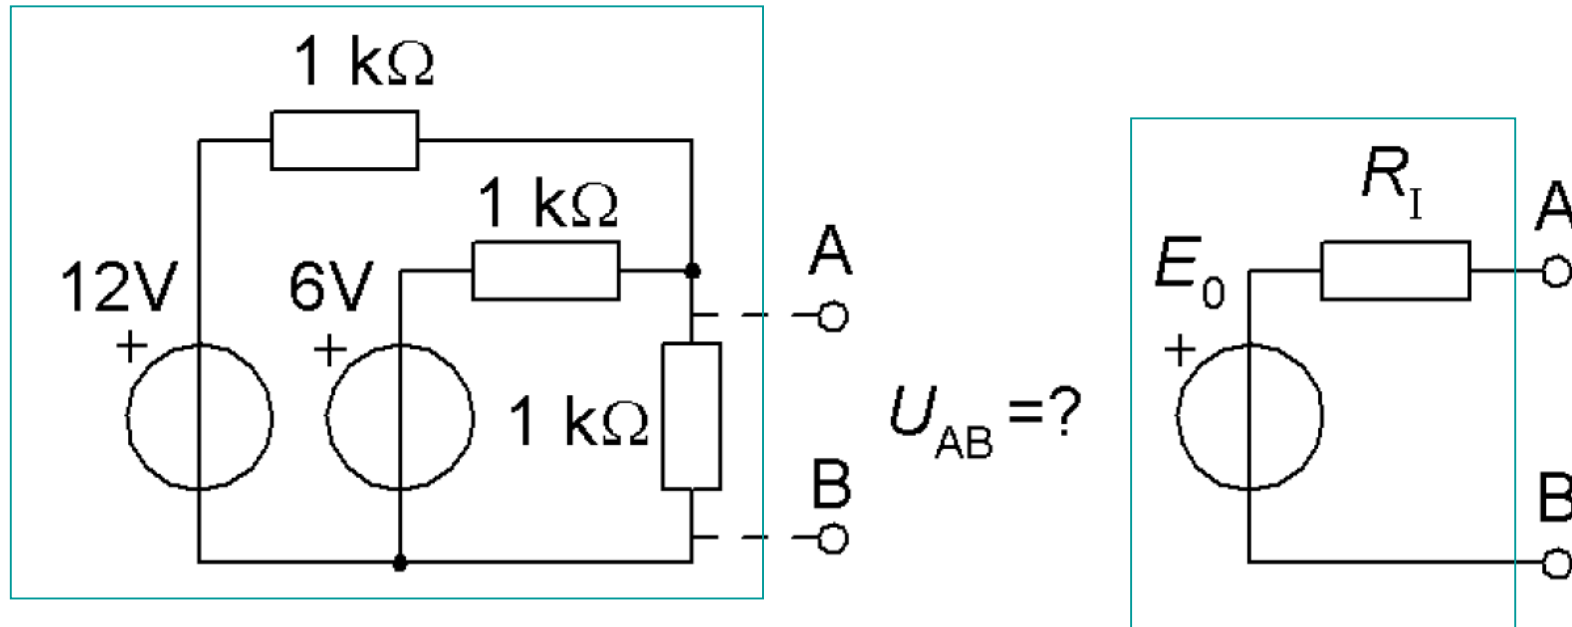 1 kΩ
1 kΩ
12V
6V
+
+
1 kΩ
A
B
U_AB =?
R_I
E_0
+
A
B